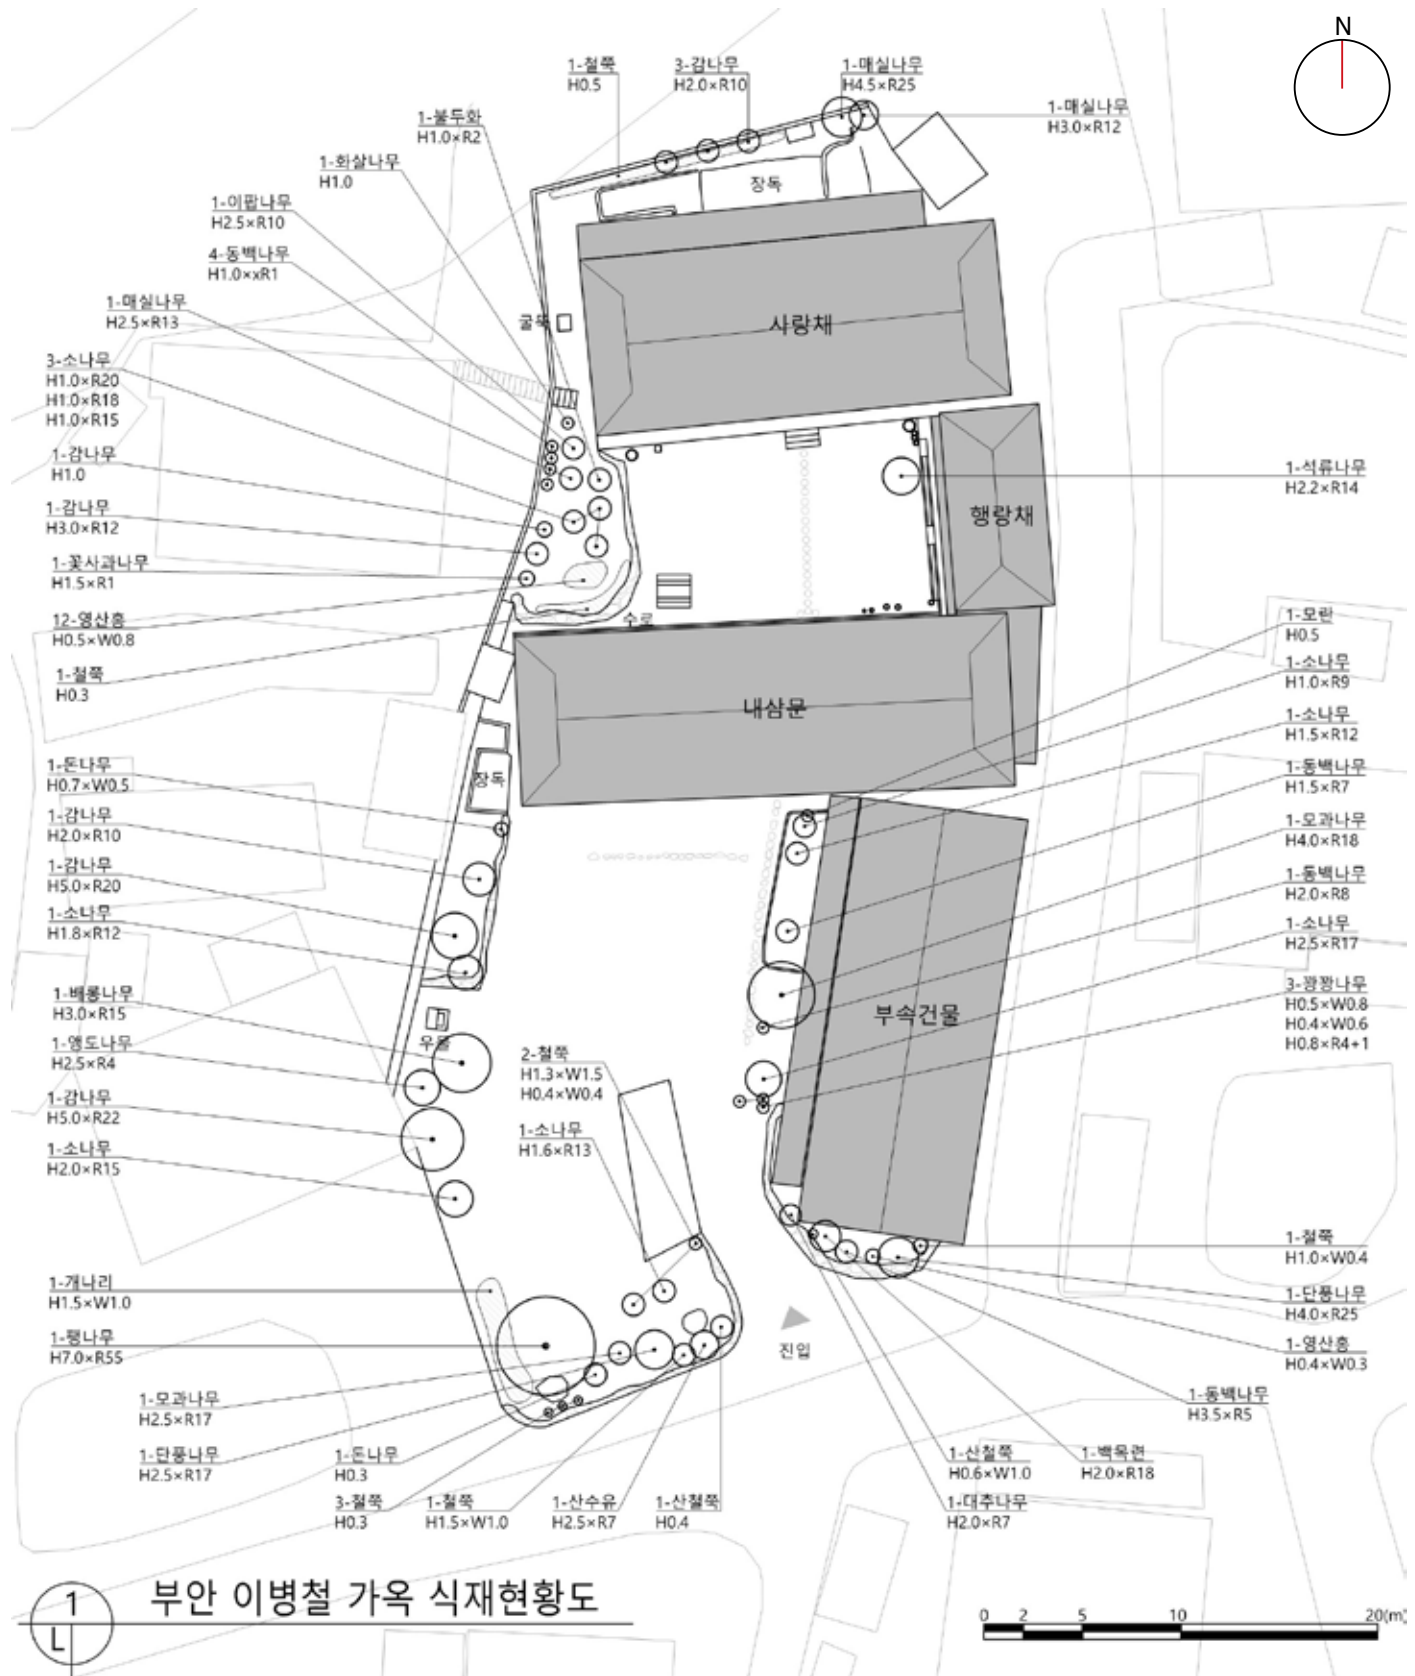 N
1-철쭉
H0.5
3-감나무
H2.0×R10
1-매실나무
H4.5×R25
1-매실나무
H3.0×R12
1-불두화
H1.0×R2
1-화살나무
H1.0
1-이팝나무
H2.5×R10
4-동백나무
H1.0×xR1
1-매실나무
H2.5×R13
3-소나무
H1.0×R20
H1.0×R18
H1.0×R15
1-감나무
H1.0
1-감나무
H3.0×R12
1-꽃사과나무
H1.5×R1
12-영산홍
H0.5×W0.8
1-철쭉
H0.3
장독
사랑채
굴뚝
행랑채
수로
내삼문
장독
부속건물
우물
진입
1-석류나무
H2.2×R14
1-모란
H0.5
1-소나무
H1.0×R9
1-소나무
H1.5×R12
1-동백나무
H1.5×R7
1-모과나무
H4.0×R18
1-동백나무
H2.0×R8
1-소나무
H2.5×R17
3-꽝꽝나무
H0.5×W0.8
H0.4×W0.6
H0.8×R4+1
1-돈나무
H0.7×W0.5
1-감나무
H2.0×R10
1-감나무
H5.0×R20
1-소나무
H1.8×R12
1-배롱나무
H3.0×R15
1-앵도나무
H2.5×R4
1-감나무
H5.0×R22
1-소나무
H2.0×R15
2-철쭉
H1.3×W1.5
H0.4×W0.4
1-소나무
H1.6×R13
1-개나리
H1.5×W1.0
1-팽나무
H7.0×R55
1-모과나무
H2.5×R17
1-단풍나무
H2.5×R17
1-돈나무
H0.3
3-철쭉
H0.3
1-철쭉
H1.5×W1.0
1-산수유
H2.5×R7
1-산철쭉
H0.4
1-철쭉
H1.0×W0.4
1-단풍나무
H4.0×R25
1-영산홍
H0.4×W0.3
1-동백나무
H3.5×R5
1-백목련
H2.0×R18
1-산철쭉
H0.6×W1.0
1-대추나무
H2.0×R7
1
L
부안 이병철 가옥 식재현황도
0 2 5 10 20(m)